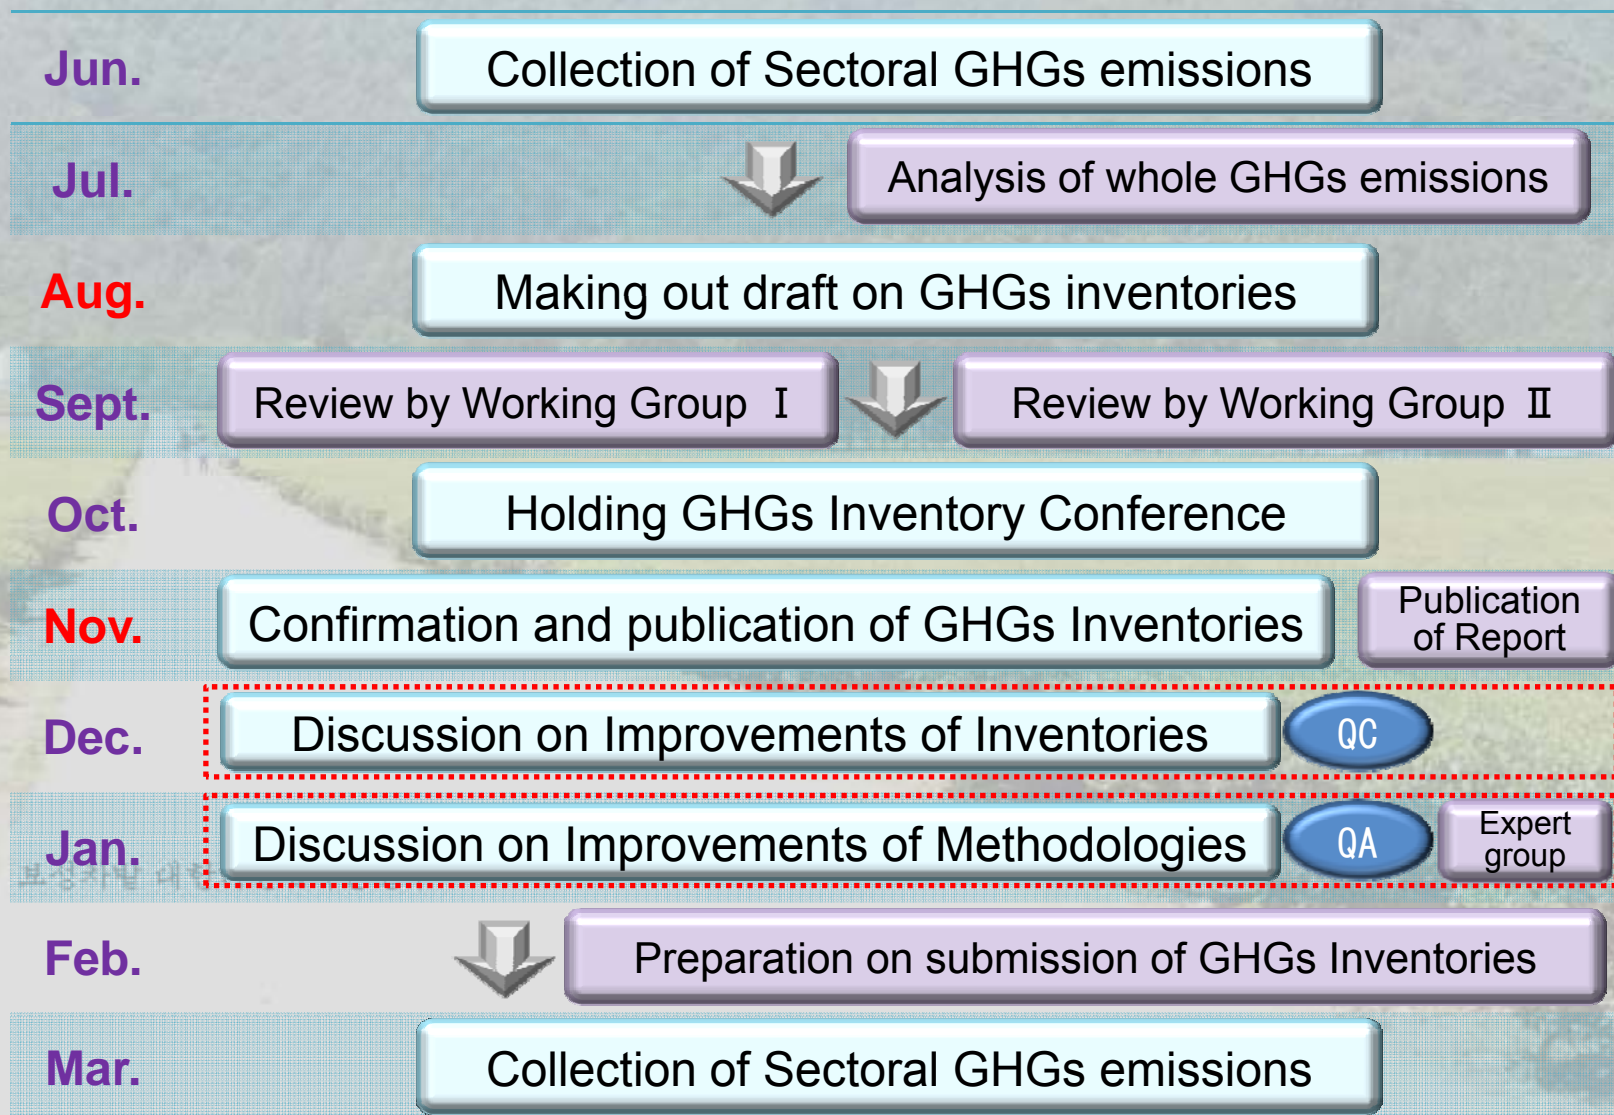 Jun.
Collection of Sectoral GHGs emissions
Jul.
Analysis of whole GHGs emissions
Aug.
Making out draft on GHGs inventories
Sept.
Review by Working Group Ⅰ
Review by Working Group Ⅱ
Oct.
Holding GHGs Inventory Conference
Nov.
Confirmation and publication of GHGs Inventories
Publication
of Report
Dec.
Discussion on Improvements of Inventories
QC
Jan.
Discussion on Improvements of Methodologies
QA
Expert
group
Feb.
Preparation on submission of GHGs Inventories
Mar.
Collection of Sectoral GHGs emissions